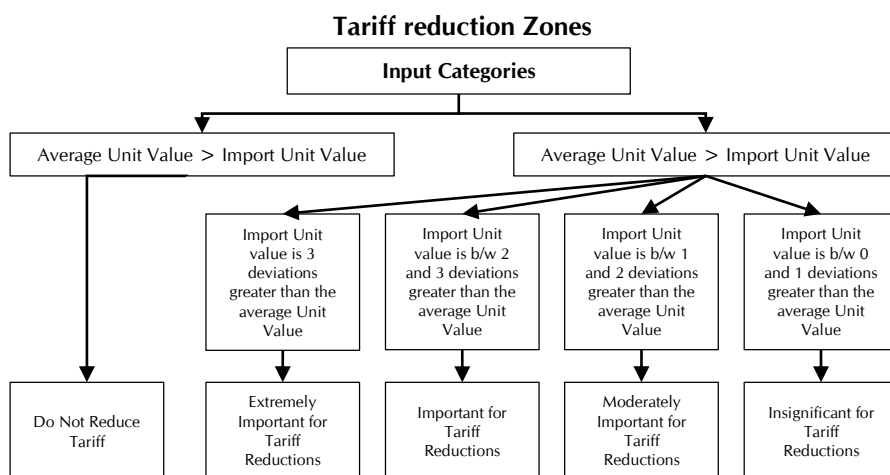 Tariff reduction Zones
Input Categories
Average Unit Value > Import Unit Value
Average Unit Value > Import Unit Value
Import Unit
value is 3
deviations
greater than the
average Unit
Value
Import Unit
value is b/w 2
and 3 deviations
greater than the
average Unit
Value
Import Unit
value is b/w 1
and 2 deviations
greater than the
average Unit
Value
Import Unit
value is b/w 0
and 1 deviations
greater than the
average Unit
Value
Do Not Reduce
Tariff
Extremely
Important for
Tariff
Reductions
Important for
Tariff
Reductions
Moderately
Important for
Tariff
Reductions
Insignificant for
Tariff
Reductions